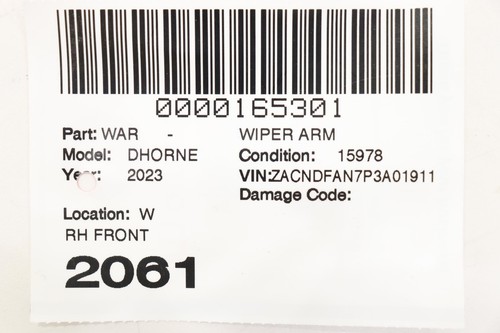 0000165301
Part: WAR - WIPER ARM
Model: DHORNE Condition: 15978
Year: 2023 VIN:ZACNDFAN7P3A01911
Damage Code:
Location: W
RH FRONT
2061